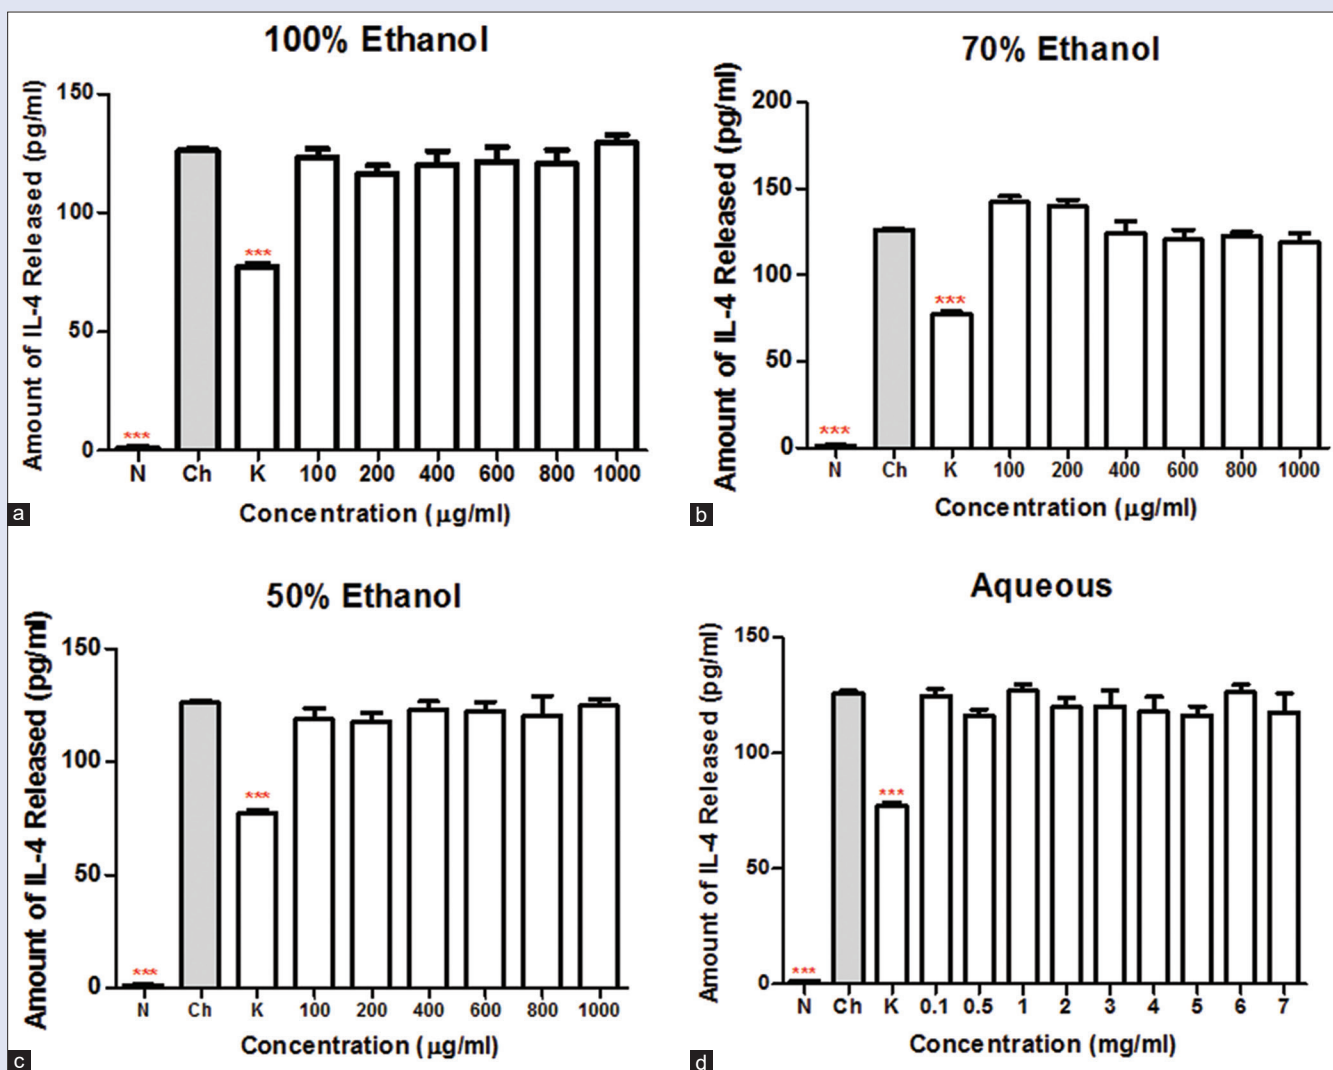 100% Ethanol
Amount of IL-4 Released (pg/ml)
150
100
50
0
***
***
N Ch K 100 200 400 600 800 1000
Concentration (µg/ml)
a
70% Ethanol
Amount of IL-4 Released (pg/ml)
200
150
100
50
0
***
***
N Ch K 100 200 400 600 800 1000
Concentration (µg/ml)
b
50% Ethanol
Amount of IL-4 Released (pg/ml)
150
100
50
0
***
***
N Ch K 100 200 400 600 800 1000
Concentration (µg/ml)
c
Aqueous
Amount of IL-4 Released (pg/ml)
150
100
50
0
***
***
N Ch K 0.1 0.5 1 2 3 4 5 6 7
Concentration (mg/ml)
d